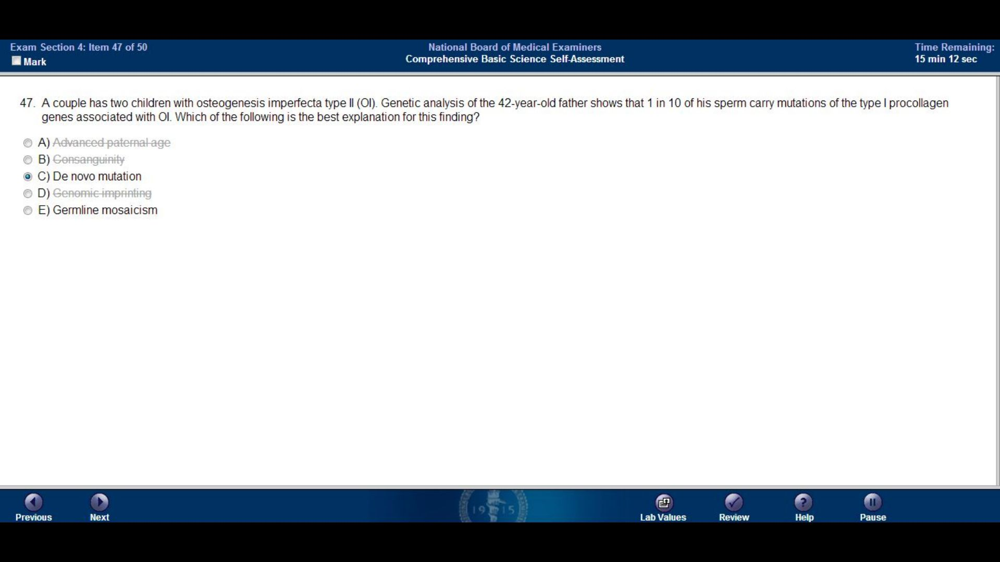 Exam Section 4: Item 47 of 50
Mark
National Board of Medical Examiners
Comprehensive Basic Science Self-Assessment
Time Remaining:
15 min 12 sec
47. A couple has two children with osteogenesis imperfecta type II (OI). Genetic analysis of the 42-year-old father shows that 1 in 10 of his sperm carry mutations of the type I procollagen
genes associated with OI. Which of the following is the best explanation for this finding?
A) Advanced paternal age
B) Consanguinity
C) De novo mutation
D) Genomic imprinting
E) Germline mosaicism
1915
Previous
Next
Lab Values
Review
Help
Pause